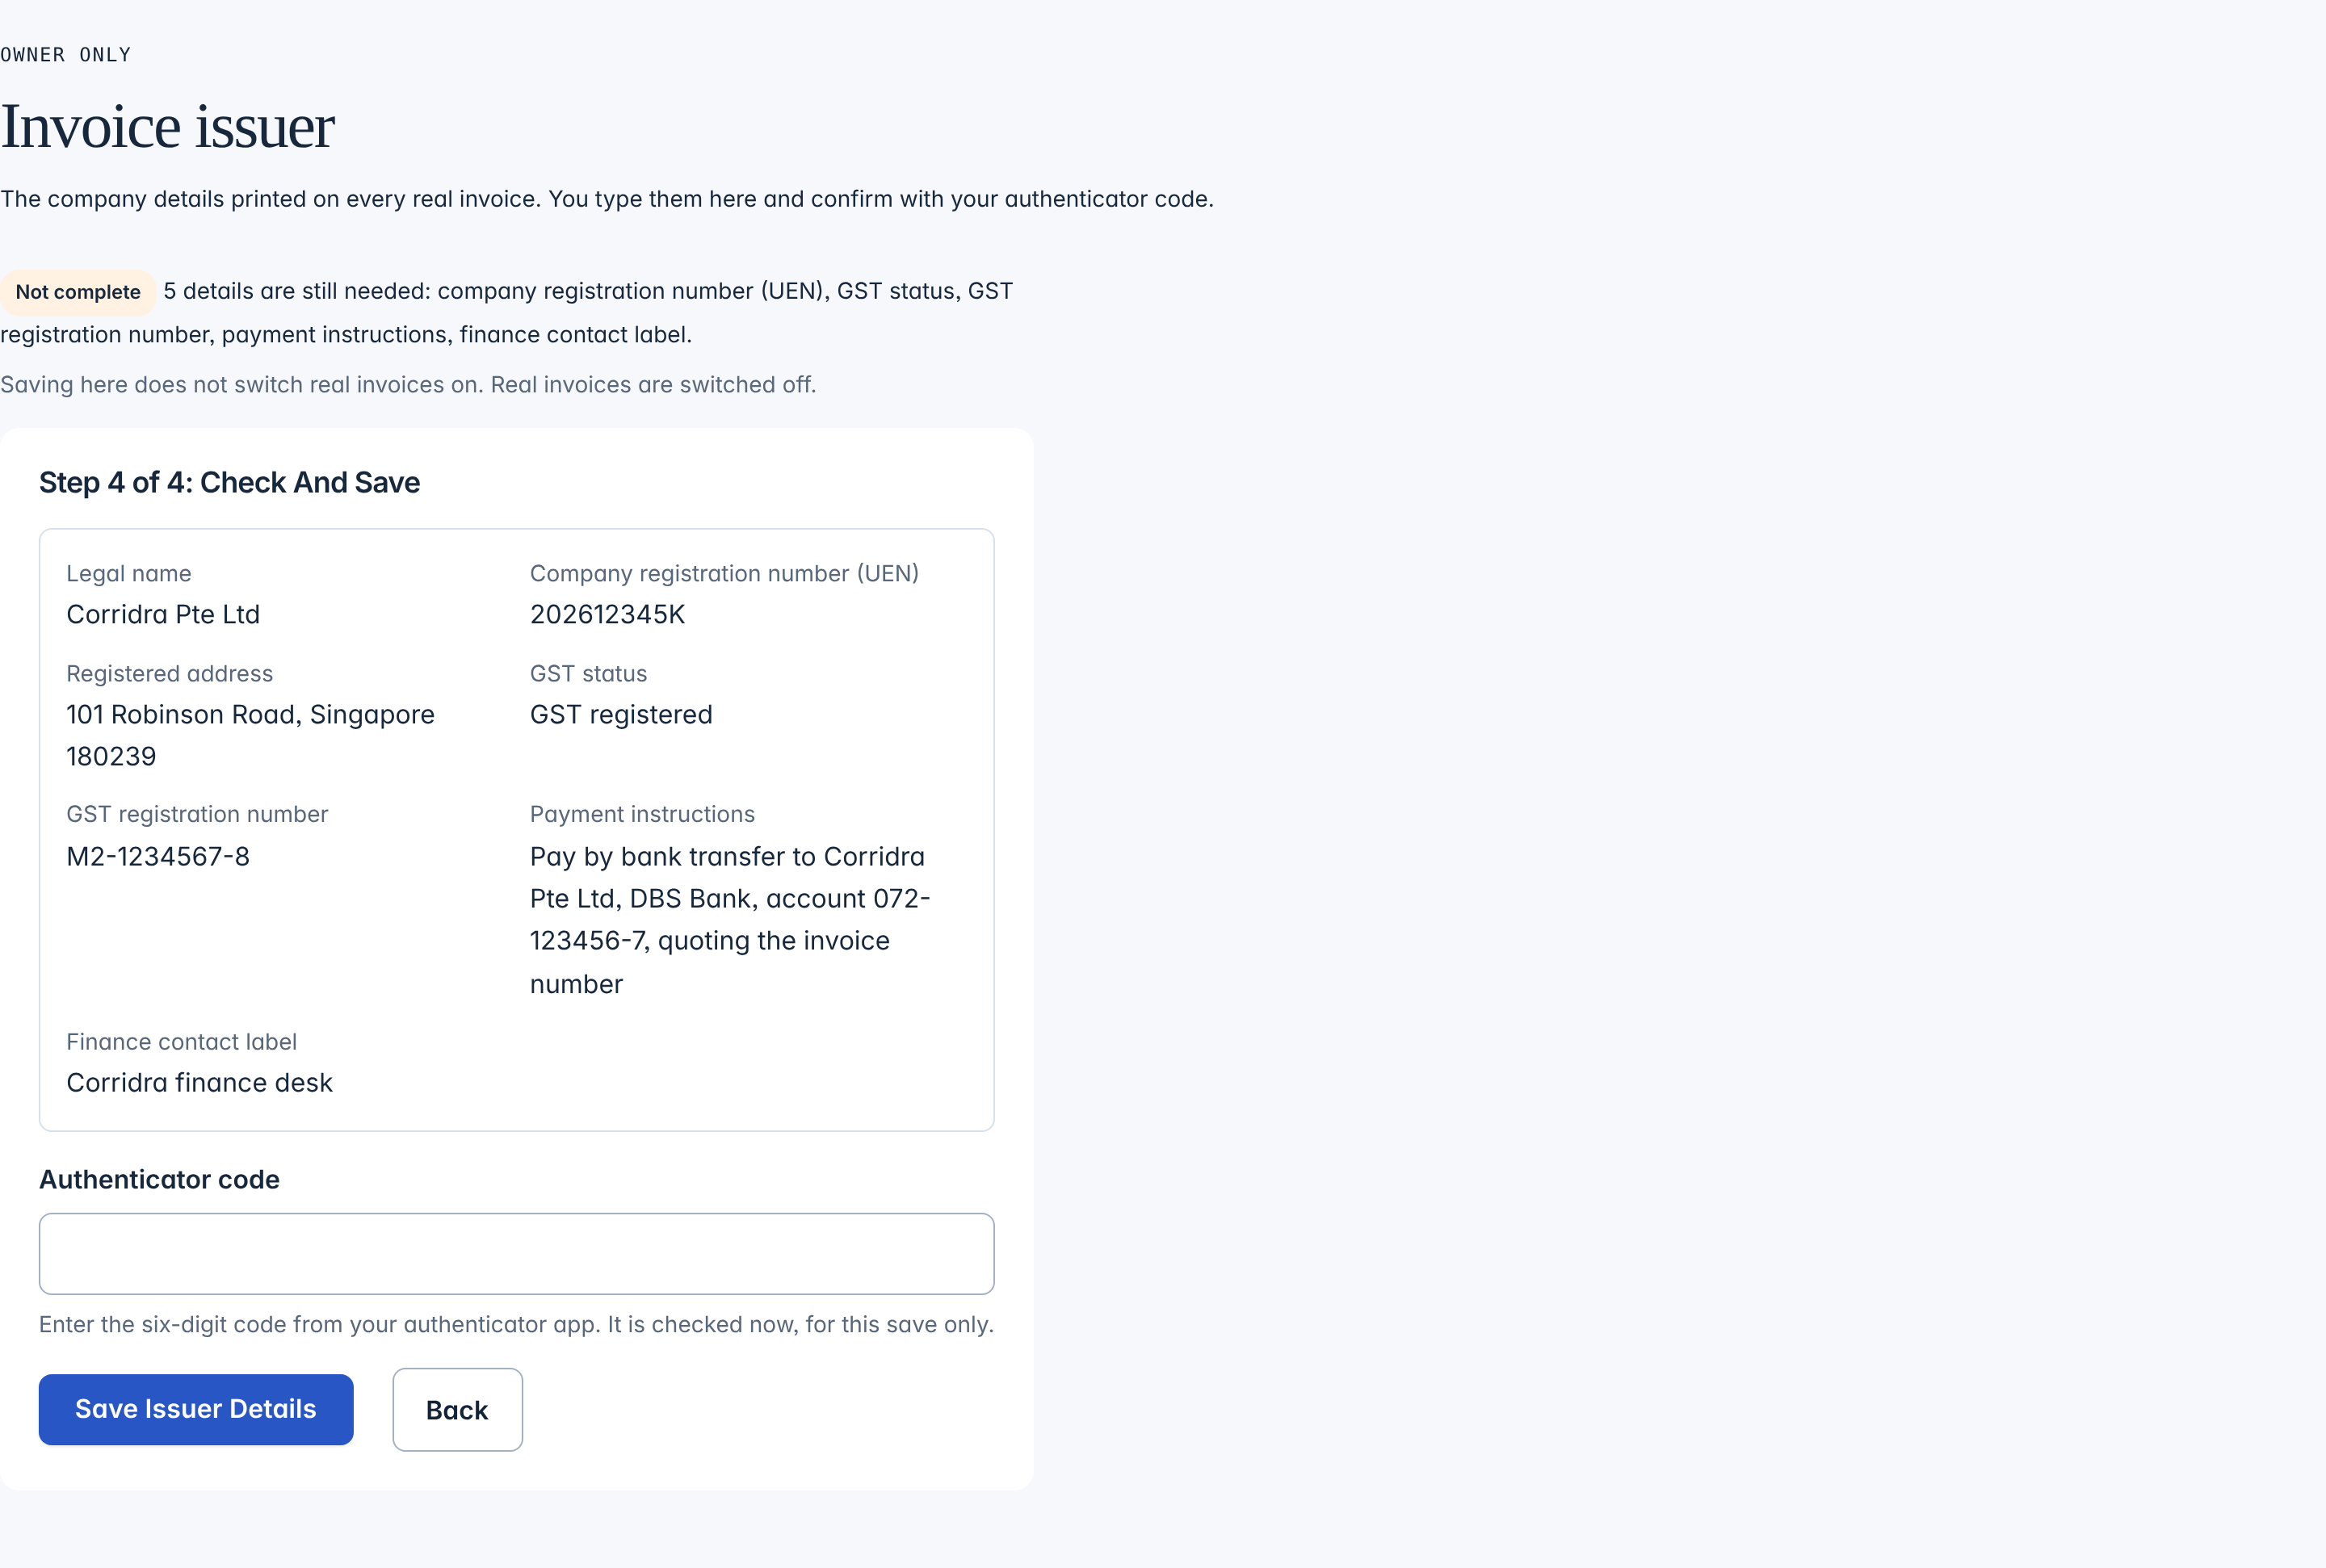 OWNER ONLY
Invoice issuer
The company details printed on every real invoice. You type them here and confirm with your authenticator code.
Not complete 5 details are still needed: company registration number (UEN), GST status, GST
registration number, payment instructions, finance contact label.
Saving here does not switch real invoices on. Real invoices are switched off.
Step 4 of 4: Check And Save
Legal name
Corridra Pte Ltd
Company registration number (UEN)
202612345K
Registered address
101 Robinson Road, Singapore
180239
GST status
GST registered
GST registration number
M2-1234567-8
Payment instructions
Pay by bank transfer to Corridra
Pte Ltd, DBS Bank, account 072-
123456-7, quoting the invoice
number
Finance contact label
Corridra finance desk
Authenticator code
Enter the six-digit code from your authenticator app. It is checked now, for this save only.
Save Issuer Details
Back